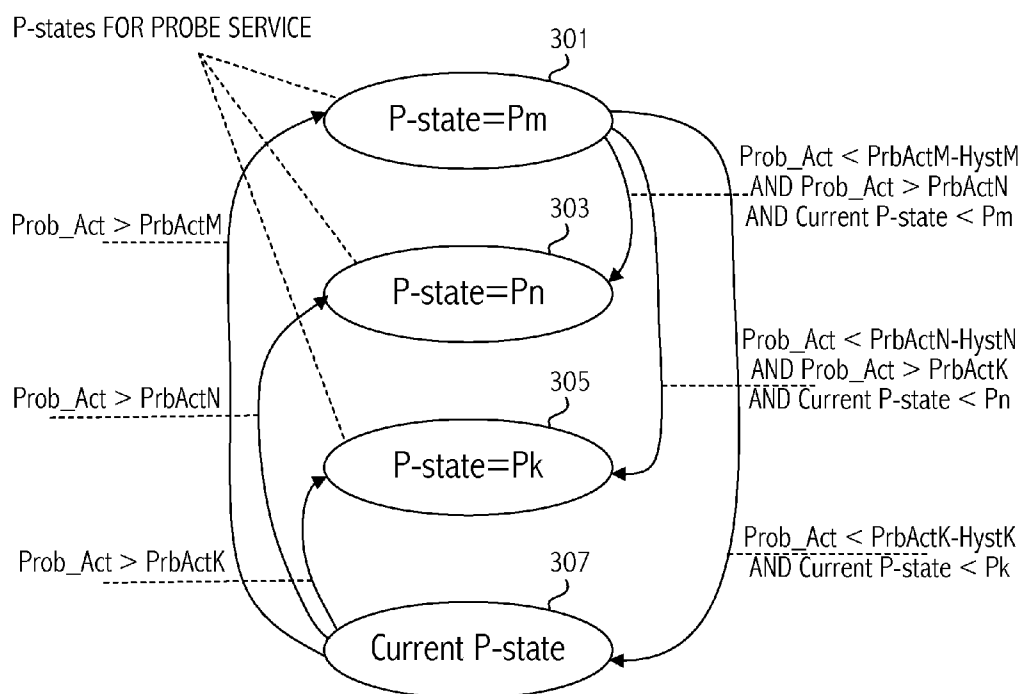 P-states FOR PROBE SERVICE
301
P-state=Pm
Prob_Act < PrbActM-HystM
AND Prob_Act > PrbActN
AND Current P-state < Pm
Prob_Act > PrbActM
303
P-state=Pn
Prob_Act < PrbActN-HystN
AND Prob_Act > PrbActK
AND Current P-state < Pn
Prob_Act > PrbActN
305
P-state=Pk
Prob_Act < PrbActK-HystK
AND Current P-state < Pk
Prob_Act > PrbActK
307
Current P-state